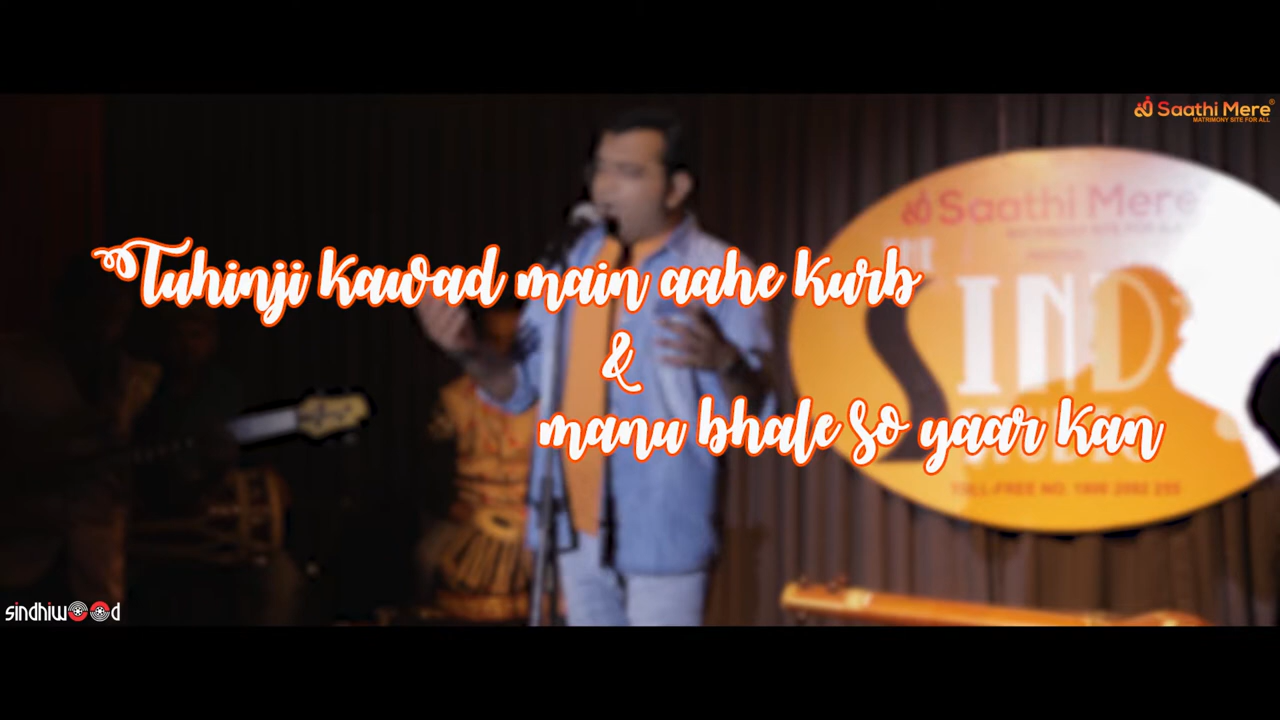 Saathi Mere®
MATRIMONY SITE FOR ALL
Saathi Mere
Tuhinji kawad main aahe kurb
SIND
&
manu bhale so yaar kan
sindhiwood